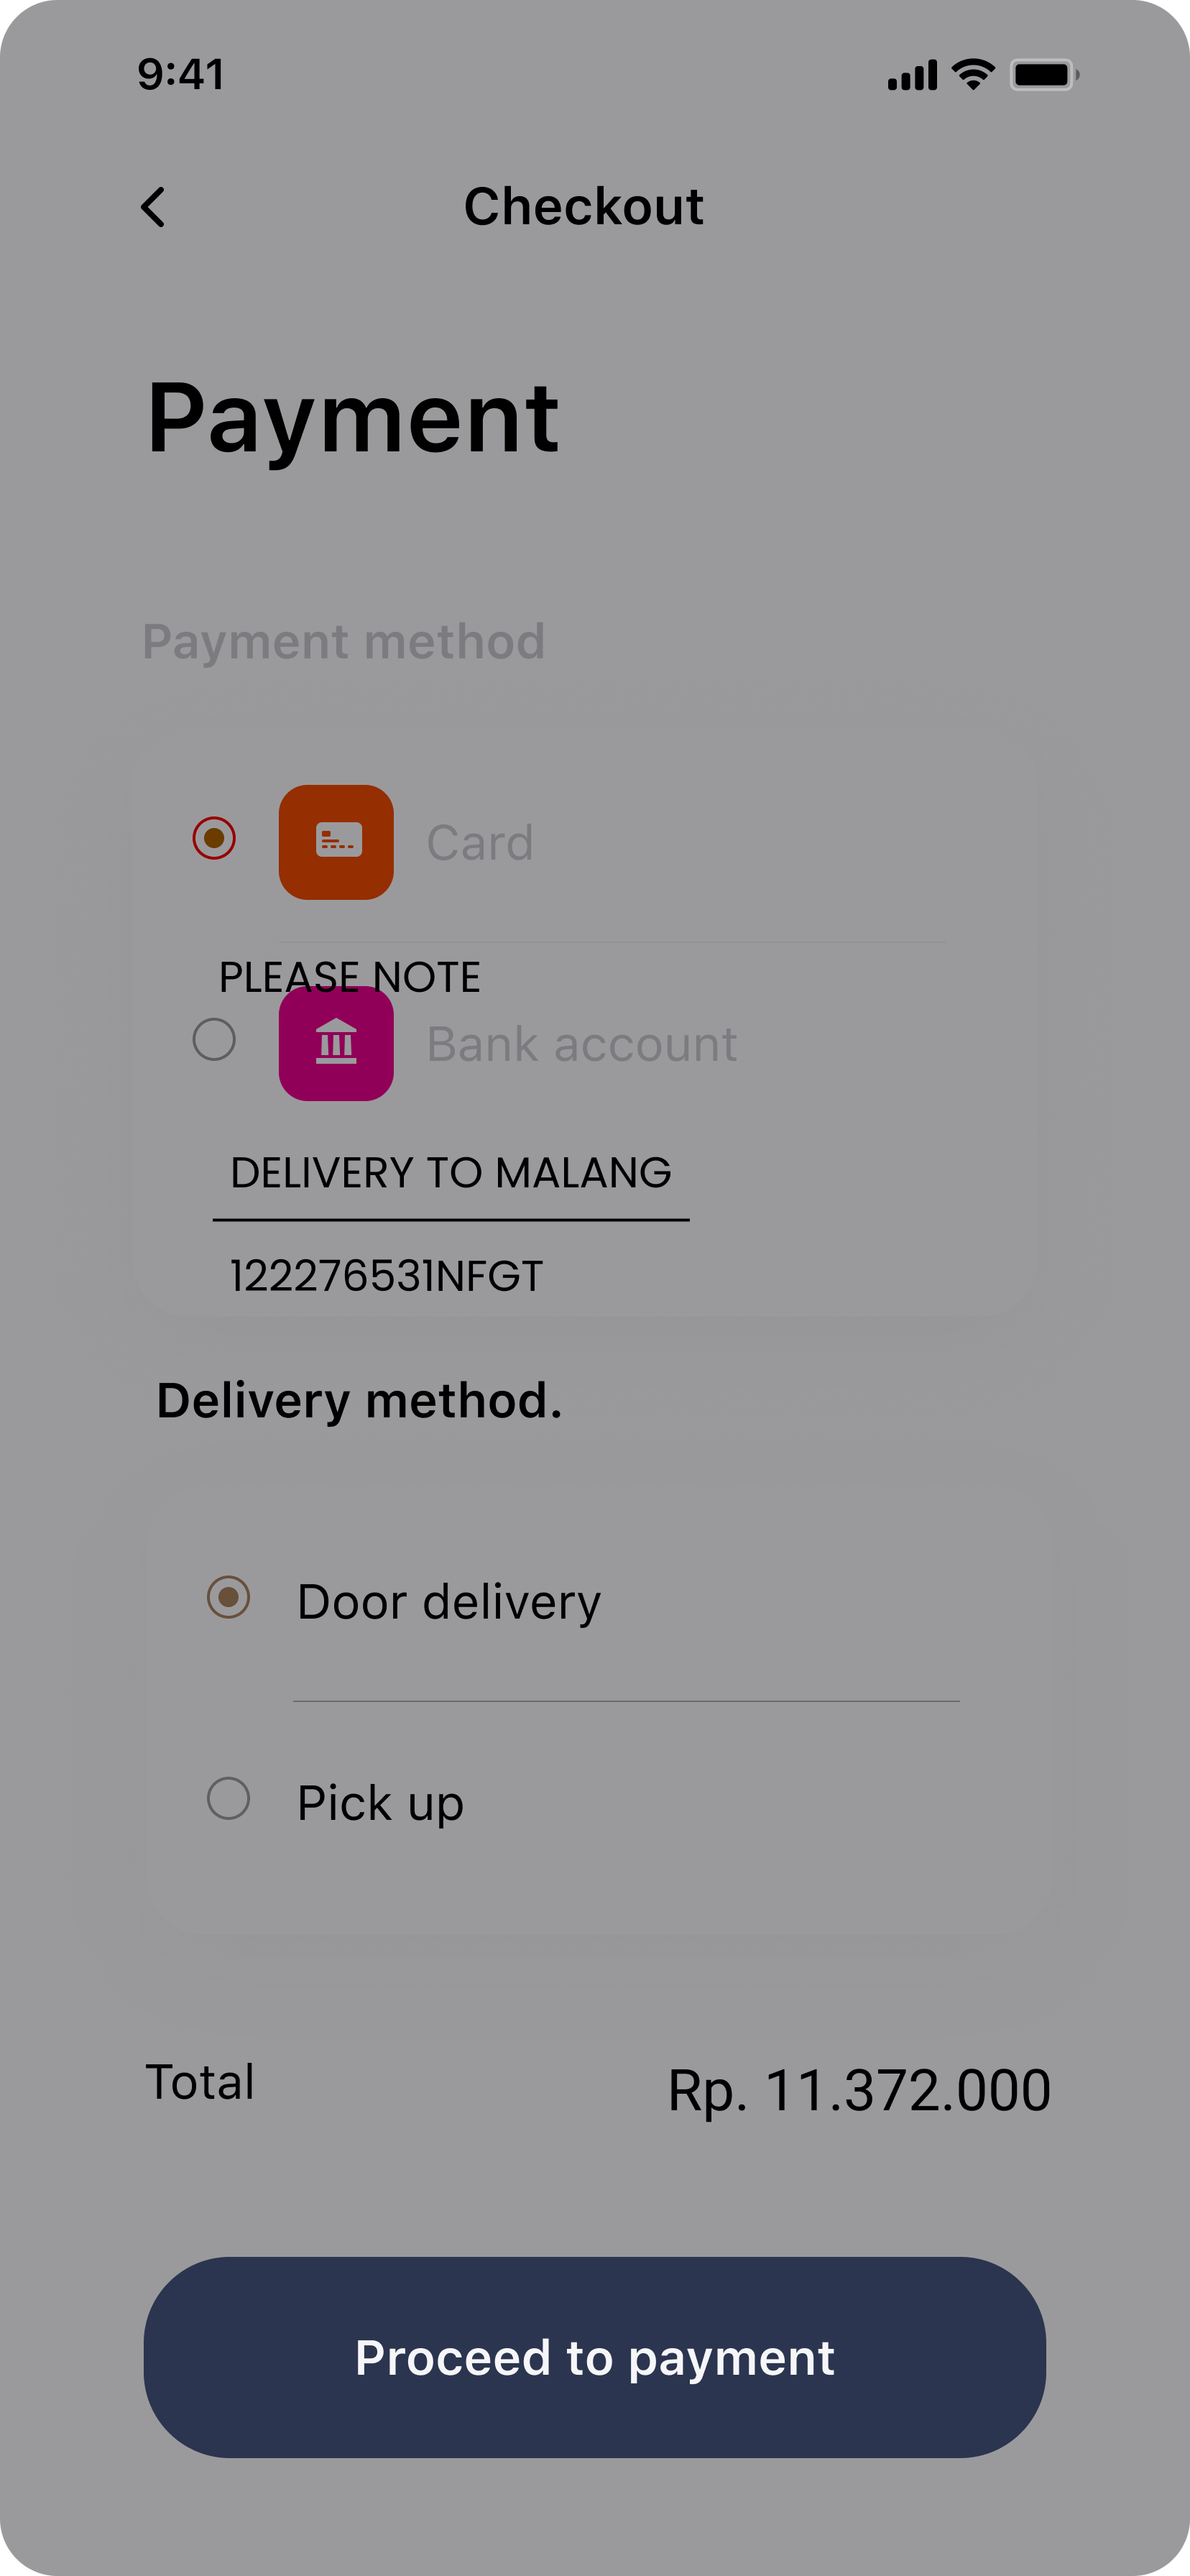 9:41
Checkout
Payment
Payment method
Card
PLEASE NOTE
Bank account
DELIVERY TO MALANG
122276531NFGT
Delivery method.
Door delivery
Pick up
Total
Rp. 11.372.000
Proceed to payment